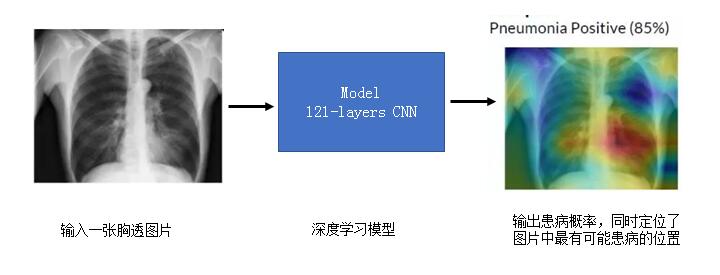 Pneumonia Positive (85%)
Model
121-layers CNN
输入一张胸透图片
深度学习模型
输出患病概率，同时定位了
图片中最有可能患病的位置